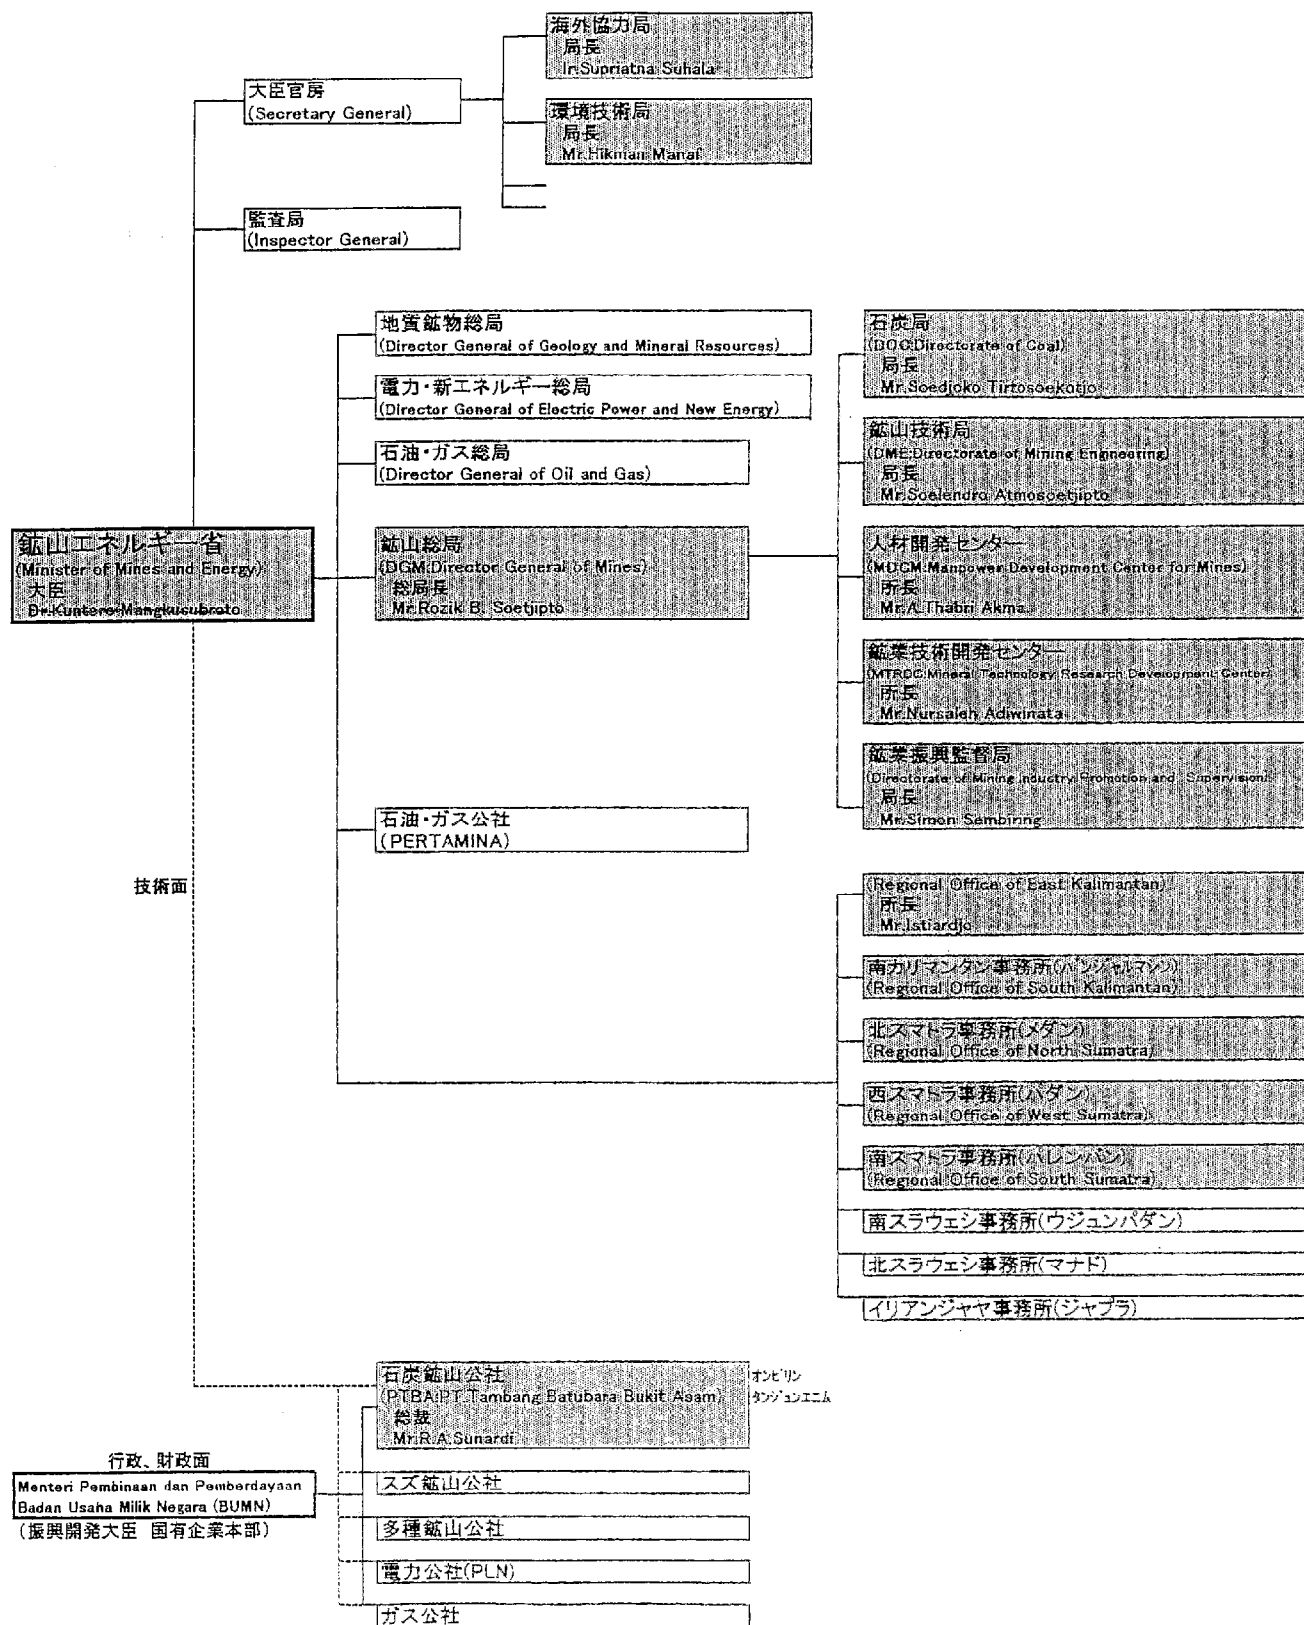 海外協力局
局長
Ir.Supriatna Suhala
大臣官房
(Secretary General)
環境技術局
局長
Mr.Hikman Manaf
監査局
(Inspector General)
地質鉱物総局
(Director General of Geology and Mineral Resources)
電力・新エネルギー総局
(Director General of Electric Power and New Energy)
石油・ガス総局
(Director General of Oil and Gas)
鉱山エネルギー省
(Minister of Mines and Energy)
大臣
Dr.Kuntoro Mangkusubroto
鉱山総局
(DGM:Director General of Mines)
総局長
Mr.Rozik B. Soetjipto
石炭局
(DOC:Directorate of Coal)
局長
Mr.Soedjoko Tirtosoekotjo
鉱山技術局
(DME:Directorate of Mining Engineering)
局長
Mr.Soelendro Atmosoetjipto
人材開発センター
(MDCM:Manpower Development Center for Mines)
所長
Mr.A.Thabri Akma
鉱業技術開発センター
(MTRDC:Mineral Technology Research Development Center)
所長
Mr.Nursaleh Adiwinata
鉱業振興監督局
(Directorate of Mining Industry Promotion and Supervision)
局長
Mr.Simon Sembiring
石油・ガス公社
(PERTAMINA)
技術面
(Regional Office of East Kalimantan)
所長
Mr.Istiardjo
南カリマンタン事務所(バンジャルマシン)
(Regional Office of South Kalimantan)
北スマトラ事務所(メダン)
(Regional Office of North Sumatra)
西スマトラ事務所(パダン)
(Regional Office of West Sumatra)
南スマトラ事務所(パレンバン)
(Regional Office of South Sumatra)
南スラウェシ事務所(ウジュンパダン)
北スラウェシ事務所(マナド)
イリアンジャヤ事務所(ジャプラ)
石炭鉱山公社
(PTBA:PT.Tambang Batubara Bukit Asam)
総裁
Mr.R.A.Sunardi
オンビリン
タンジュンエニム
行政、財政面
Menteri Pembinaan dan Pemberdayaan
Badan Usaha Milik Negara (BUMN)
(振興開発大臣 国有企業本部)
スズ鉱山公社
多種鉱山公社
電力公社(PLN)
ガス公社